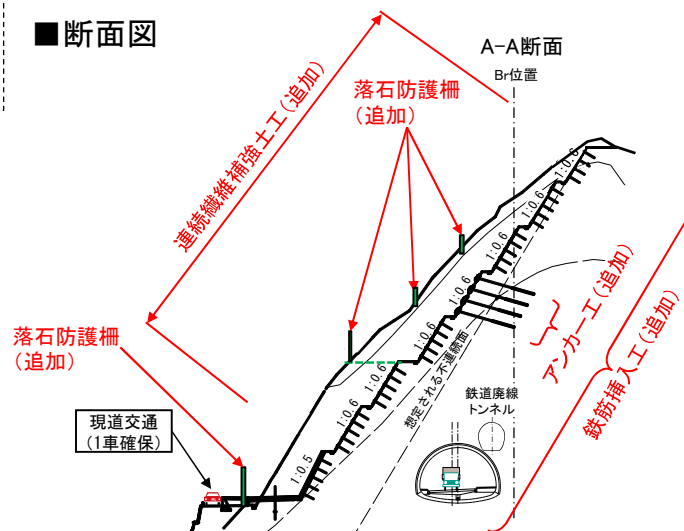 ■断面図
A-A断面
Br位置
落石防護柵
(追加)
連続繊維補強土工(追加)
1:0.6
1:0.6
1:0.6
1:0.6
1:0.6
1:0.6
1:0.6
1:0.5
アンカー工(追加)
鉄筋挿入工(追加)
落石防護柵
(追加)
想定される不連続面
鉄道廃線
トンネル
現道交通
(1車確保)